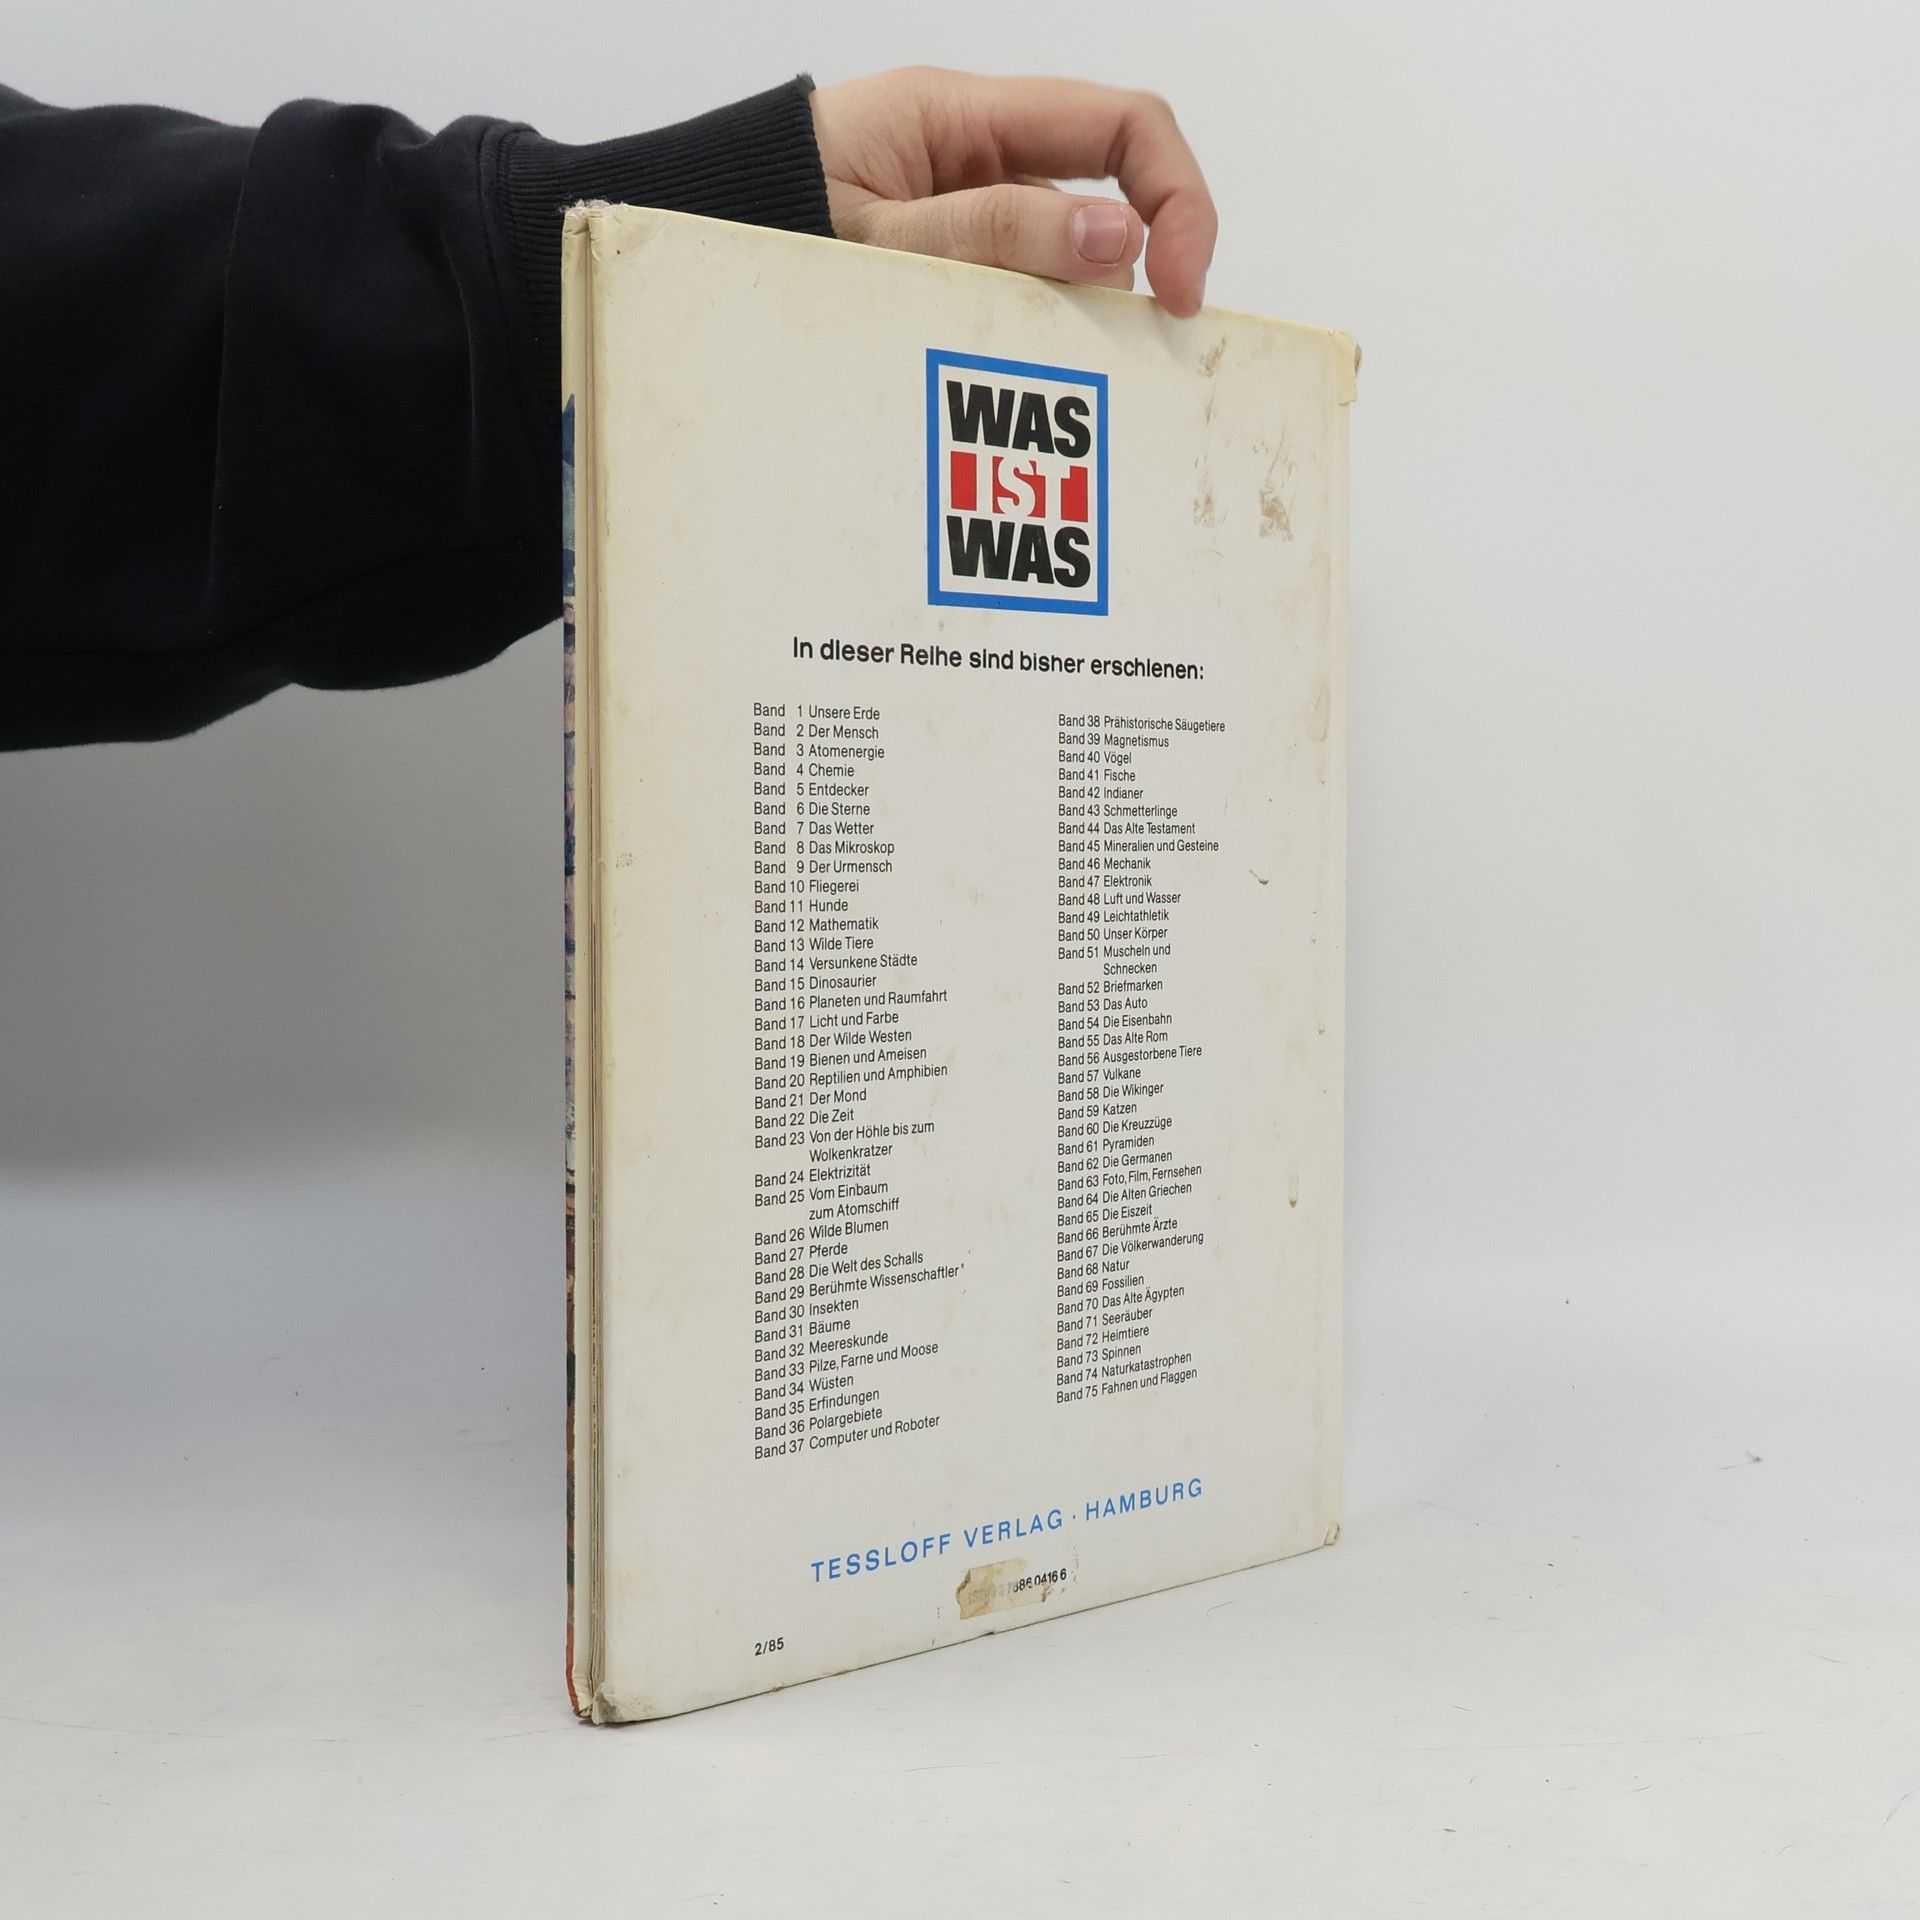 WAS
IST
WAS
In dieser Reihe sind bisher erschienen:
Band 1 Unsere Erde
Band 2 Der Mensch
Band 3 Atomenergie
Band 4 Chemie
Band 5 Entdecker
Band 6 Die Sterne
Band 7 Das Wetter
Band 8 Das Mikroskop
Band 9 Der Urmensch
Band 10 Fliegerei
Band 11 Hunde
Band 12 Mathematik
Band 13 Wilde Tiere
Band 14 Versunkene Städte
Band 15 Dinosaurier
Band 16 Planeten und Raumfahrt
Band 17 Licht und Farbe
Band 18 Der Wilde Westen
Band 19 Bienen und Ameisen
Band 20 Reptilien und Amphibien
Band 21 Der Mond
Band 22 Die Zeit
Band 23 Von der Höhle bis zum
Wolkenkratzer
Band 24 Elektrizität
Band 25 Vom Einbaum
zum Atomschiff
Band 26 Wilde Blumen
Band 27 Pferde
Band 28 Die Welt des Schalls
Band 29 Berühmte Wissenschaftler
Band 30 Insekten
Band 31 Bäume
Band 32 Meereskunde
Band 33 Pilze, Farne und Moose
Band 34 Wüsten
Band 35 Erfindungen
Band 36 Polargebiete
Band 37 Computer und Roboter
Band 38 Prähistorische Säugetiere
Band 39 Magnetismus
Band 40 Vögel
Band 41 Fische
Band 42 Indianer
Band 43 Schmetterlinge
Band 44 Das Alte Testament
Band 45 Mineralien und Gesteine
Band 46 Mechanik
Band 47 Elektronik
Band 48 Luft und Wasser
Band 49 Leichtathletik
Band 50 Unser Körper
Band 51 Muscheln und
Schnecken
Band 52 Briefmarken
Band 53 Das Auto
Band 54 Die Eisenbahn
Band 55 Das Alte Rom
Band 56 Ausgestorbene Tiere
Band 57 Vulkane
Band 58 Die Wikinger
Band 59 Katzen
Band 60 Die Kreuzzüge
Band 61 Pyramiden
Band 62 Die Germanen
Band 63 Foto, Film, Fernsehen
Band 64 Die Alten Griechen
Band 65 Die Eiszeit
Band 66 Berühmte Ärzte
Band 67 Die Völkerwanderung
Band 68 Natur
Band 69 Fossilien
Band 70 Das Alte Ägypten
Band 71 Seeräuber
Band 72 Heimtiere
Band 73 Spinnen
Band 74 Naturkatastrophen
Band 75 Fahnen und Flaggen
TESSLOFF VERLAG · HAMBURG
0416 6
2/85